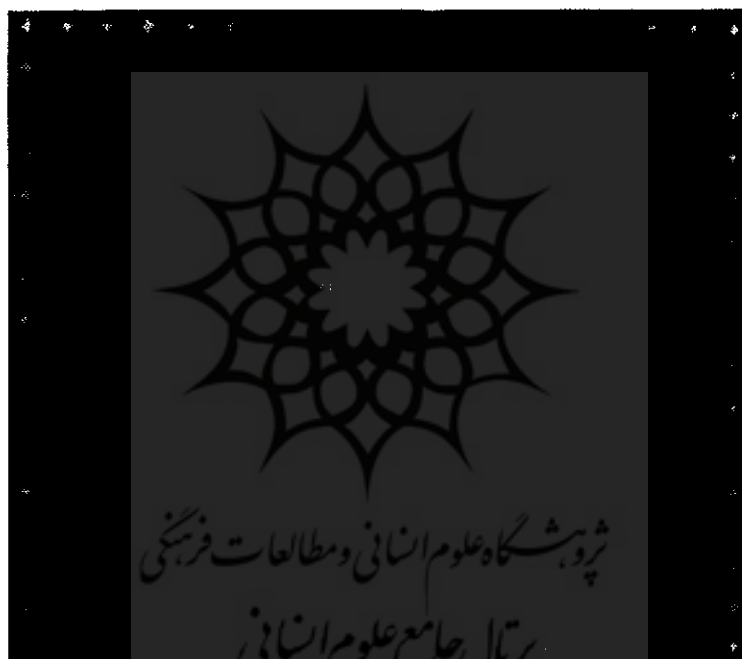 پژوهشگاه علوم انسانی و مطالعات فرهنگی
پرتال جامع علوم انسانی